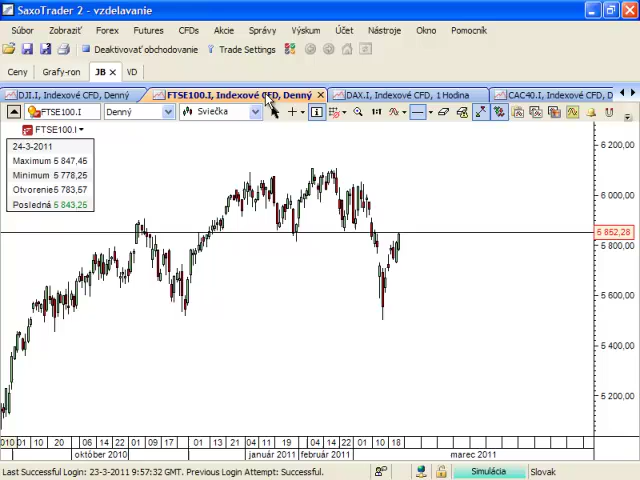 SaxoTrader 2 - vzdelavanie
Súbor Zobraziť Forex Futures CFDs Akcie Správy Výskum Účet Nástroje Okno Pomocník
Deaktivovať obchodovanie Trade Settings
Ceny Grafy-ron JB VD
DJI.I, Indexové CFD, Denný FTSE100.I, Indexové CFD, Denný DAX.I, Indexové CFD, 1 Hodina CAC40.I, Indexové CFD, D
FTSE100.I Denný Sviečka 1:1
FTSE100.I
24-3-2011
Maximum 5 847,45
Minimum 5 778,25
Otvorenie 5 783,57
Posledná 5 843,25
6 200,00
6 000,00
5 852,28
5 800,00
5 600,00
5 400,00
5 200,00
010 01 10 20 06 14 22 01 09 17 01 13 21 04 11 19 04 14 22 01 10 18
október 2010 január 2011 február 2011 marec 2011
Last Successful Login: 23-3-2011 9:57:32 GMT. Previous Login Attempt: Successful. Simulácia Slovak